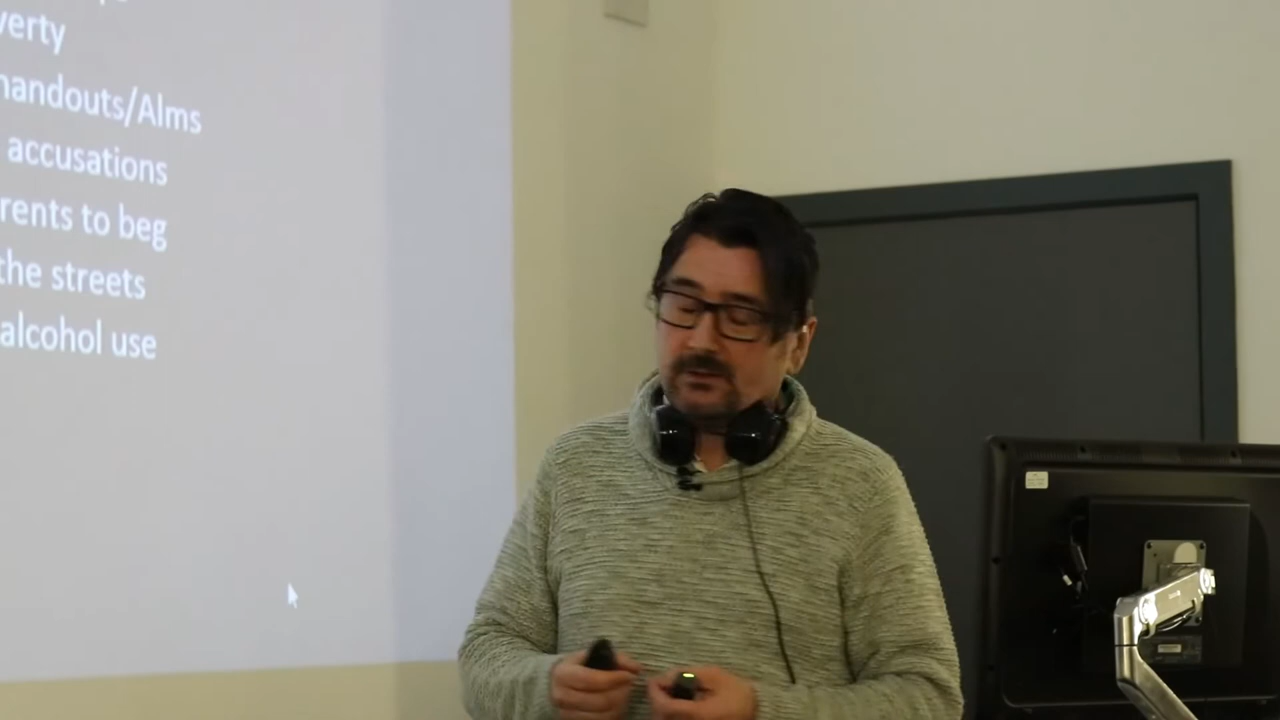 verty
handouts/Alms
accusations
rents to beg
the streets
alcohol use